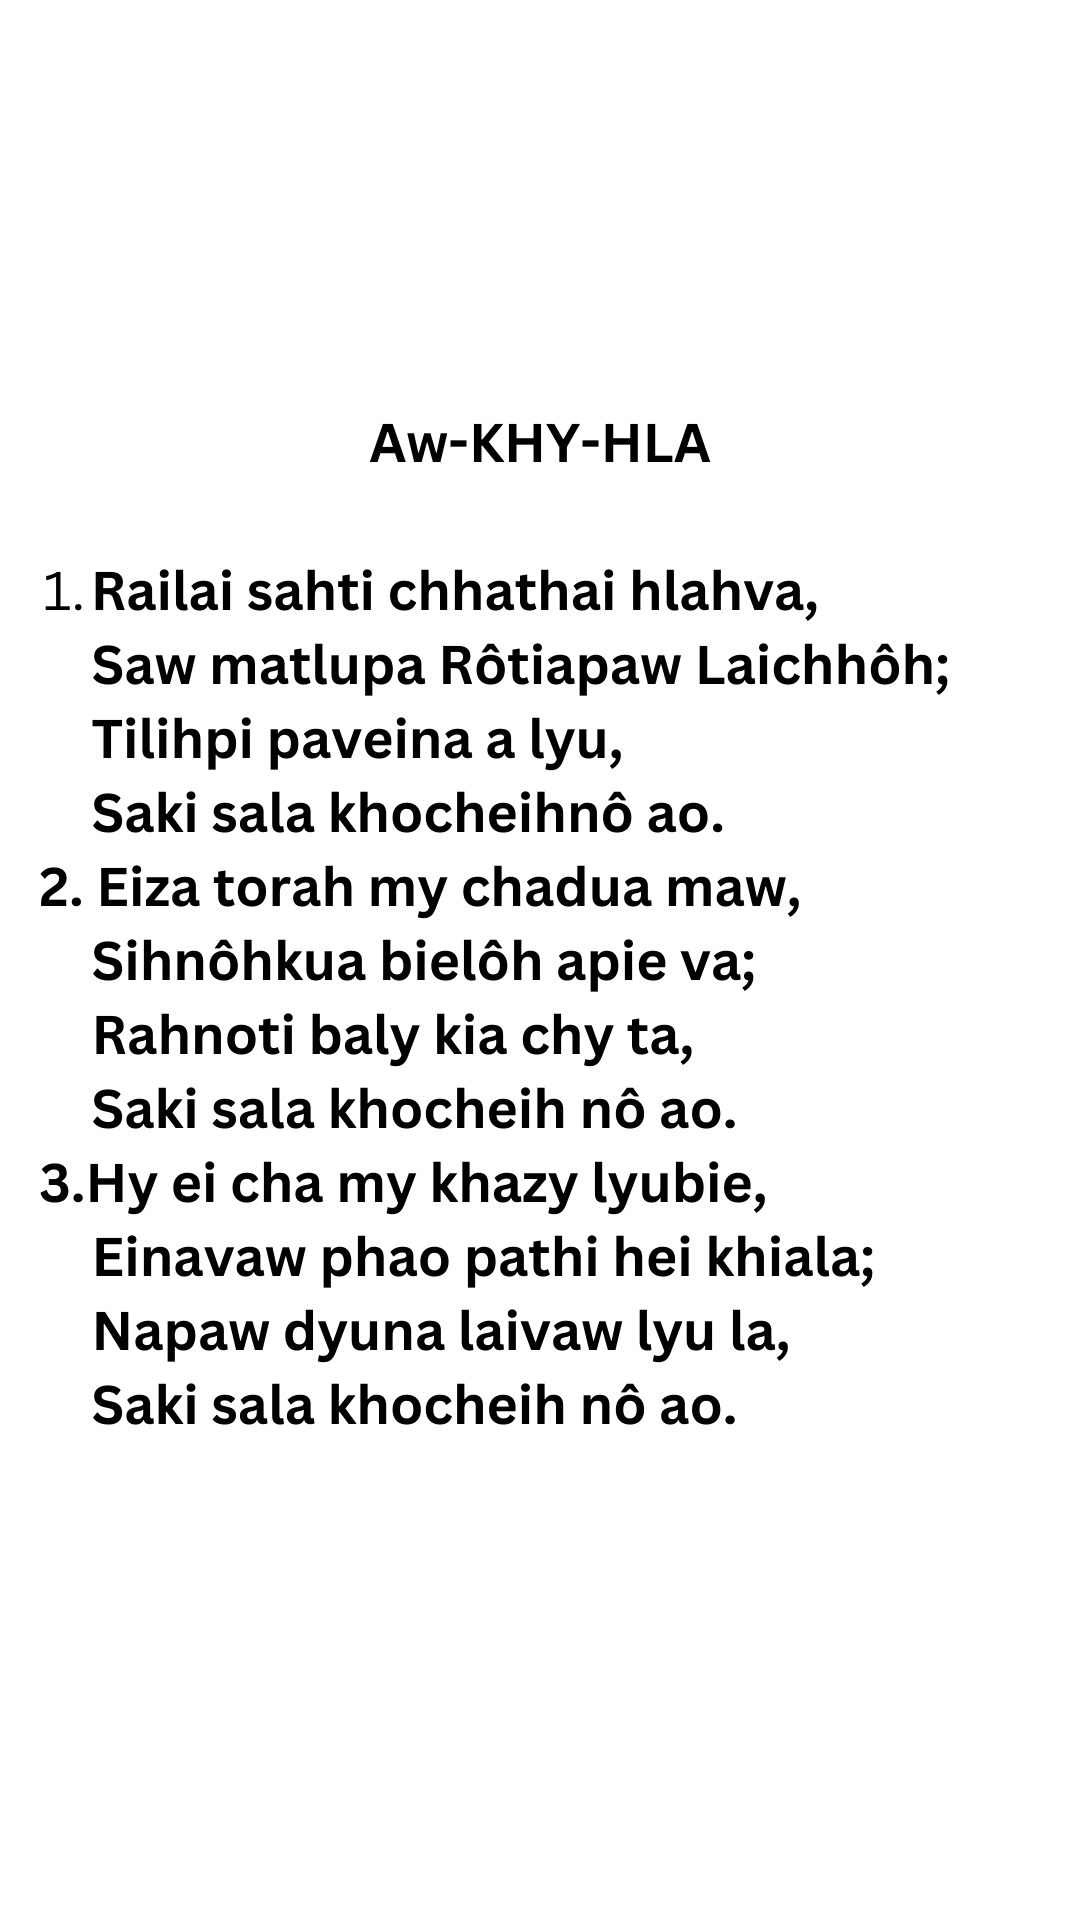 Aw-KHY-HLA
1. Railai sahti chhathai hlahva,
Saw matlupa Rôtiapaw Laichhôh;
Tilihpi paveina a lyu,
Saki sala khocheihnô ao.
2. Eiza torah my chadua maw,
Sihnôhkua bielôh apie va;
Rahnoti baly kia chy ta,
Saki sala khocheih nô ao.
3.Hy ei cha my khazy lyubie,
Einavaw phao pathi hei khiala;
Napaw dyuna laivaw lyu la,
Saki sala khocheih nô ao.